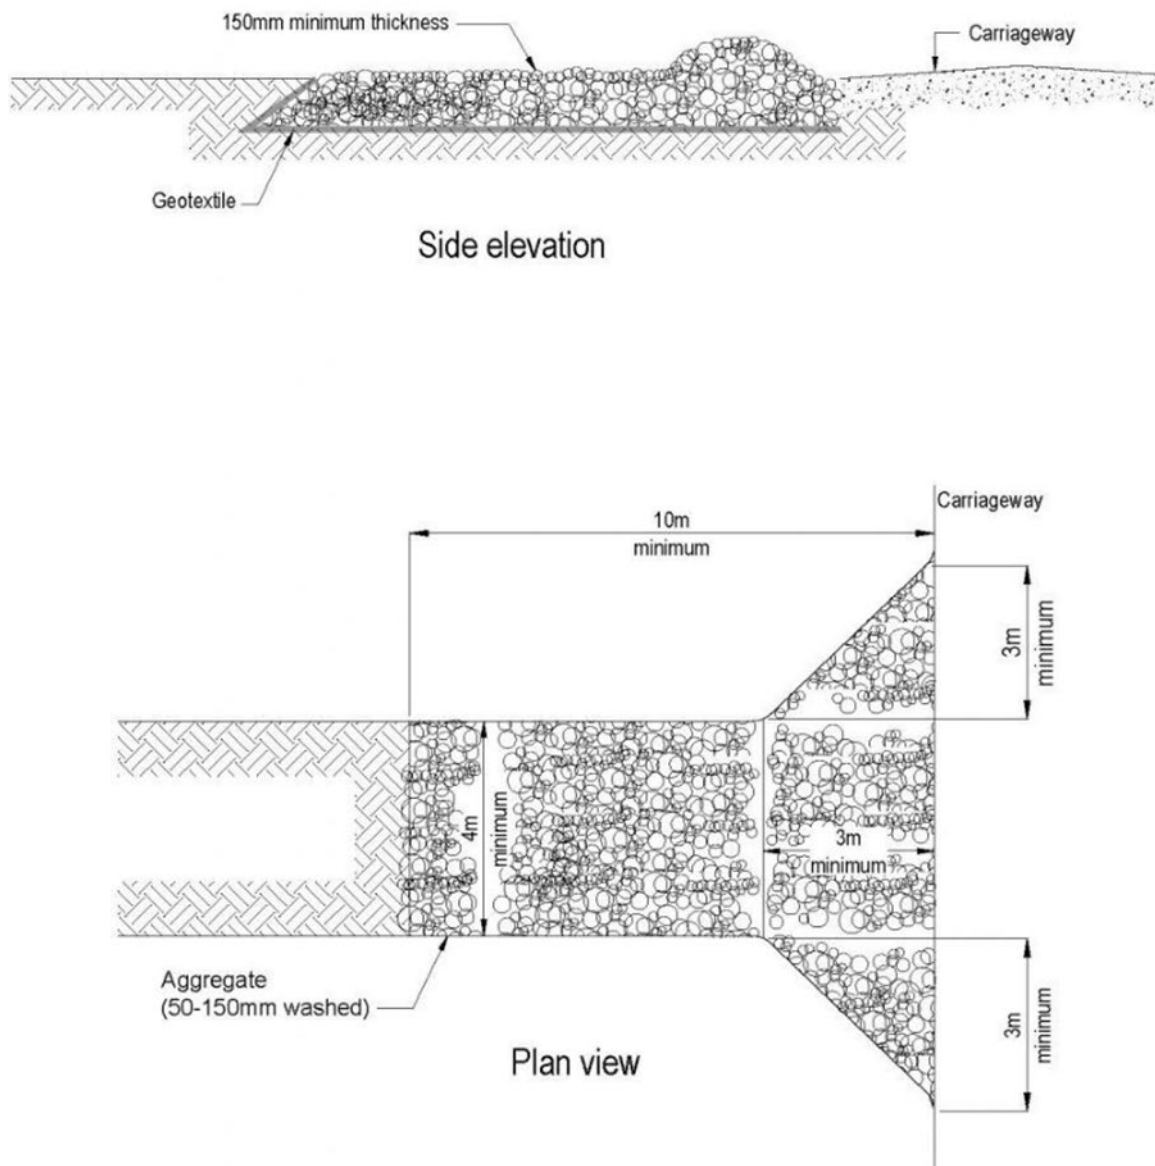 150mm minimum thickness
Carriageway
Geotextile
Side elevation
Carriageway
10m
minimum
3m
minimum
4m
minimum
3m
minimum
Aggregate
(50-150mm washed)
3m
minimum
Plan view